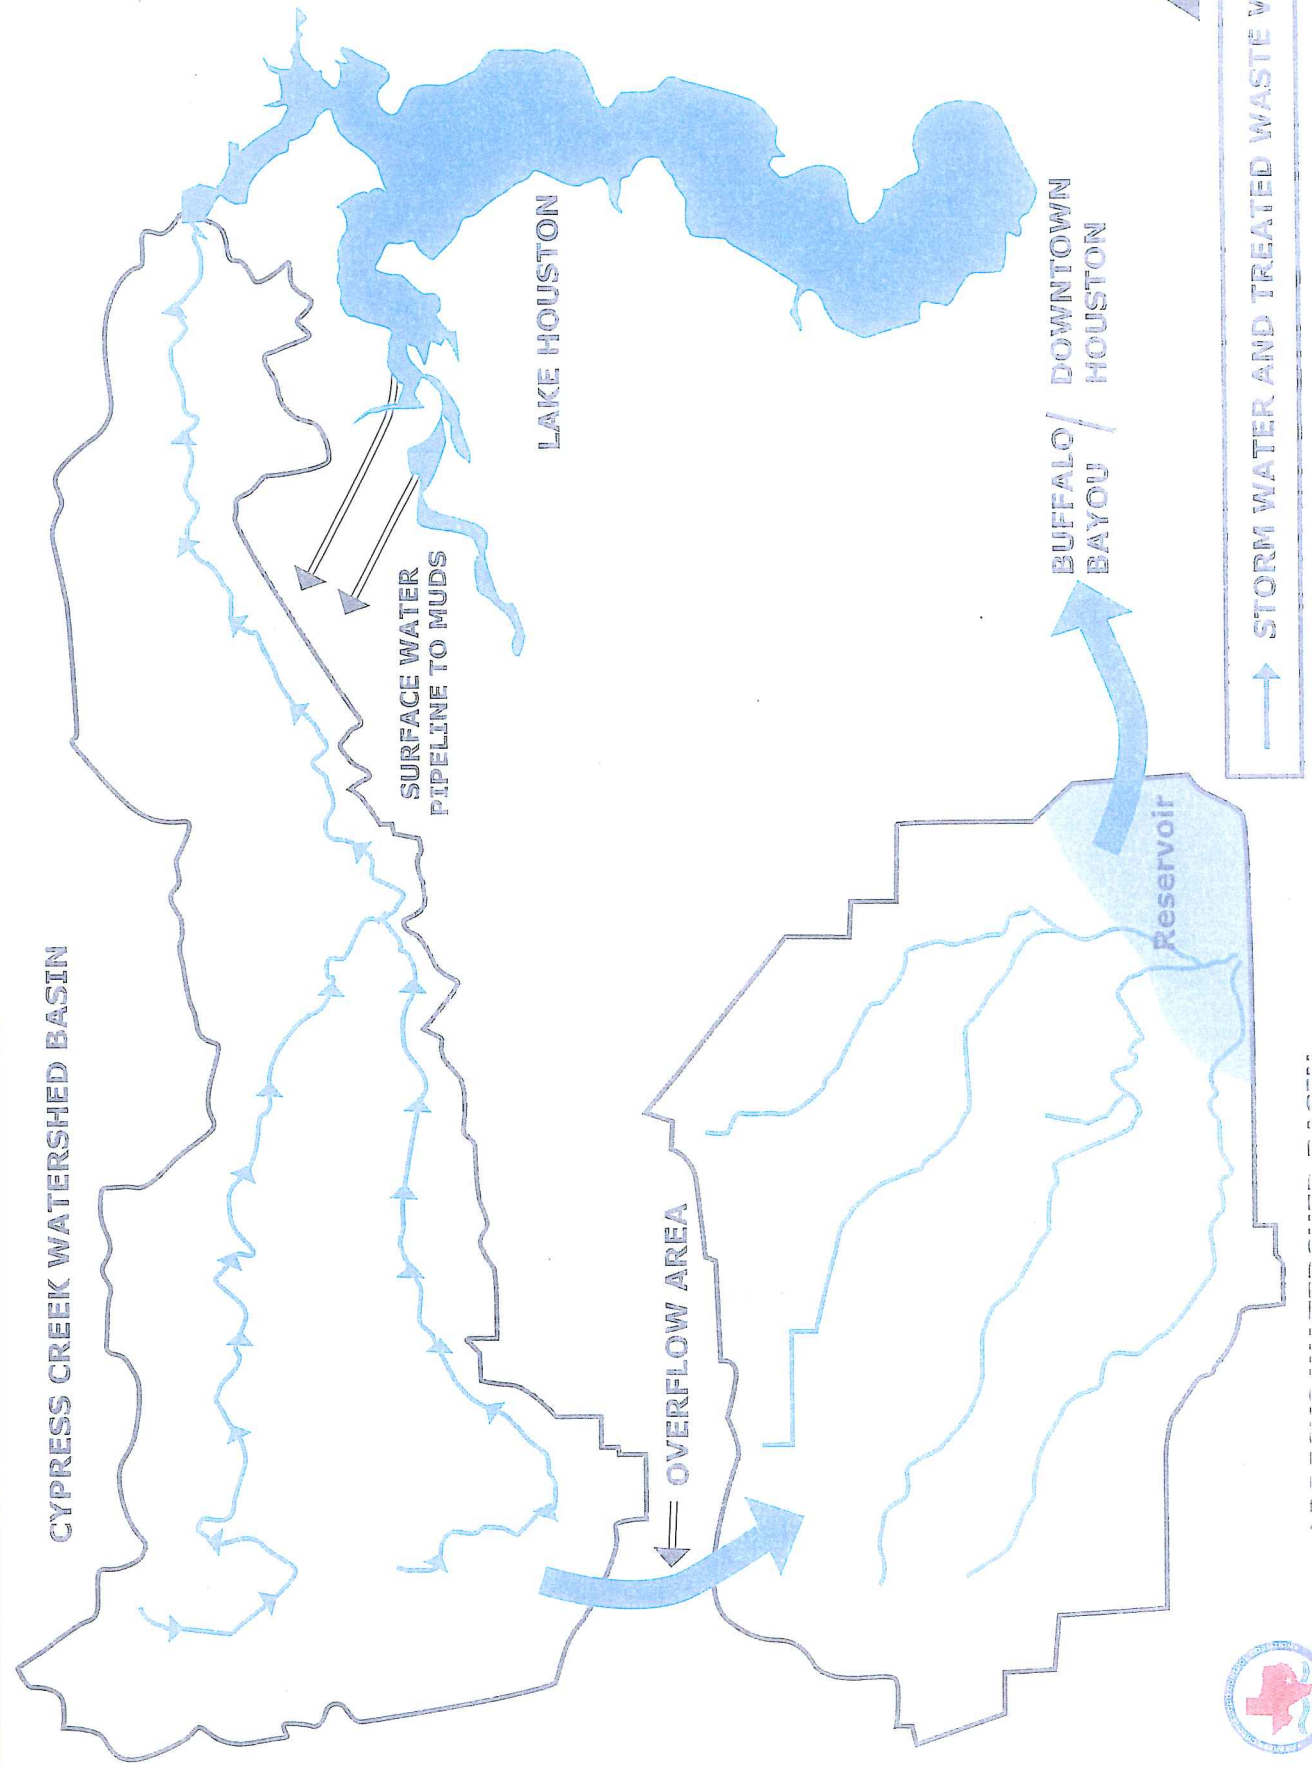 CYPRESS CREEK WATERSHED BASIN
SURFACE WATER
PIPELINE TO MUDS
LAKE HOUSTON
OVERFLOW AREA
BUFFALO/ DOWNTOWN
BAYOU / HOUSTON
Reservoir
STORM WATER AND TREATED WASTE